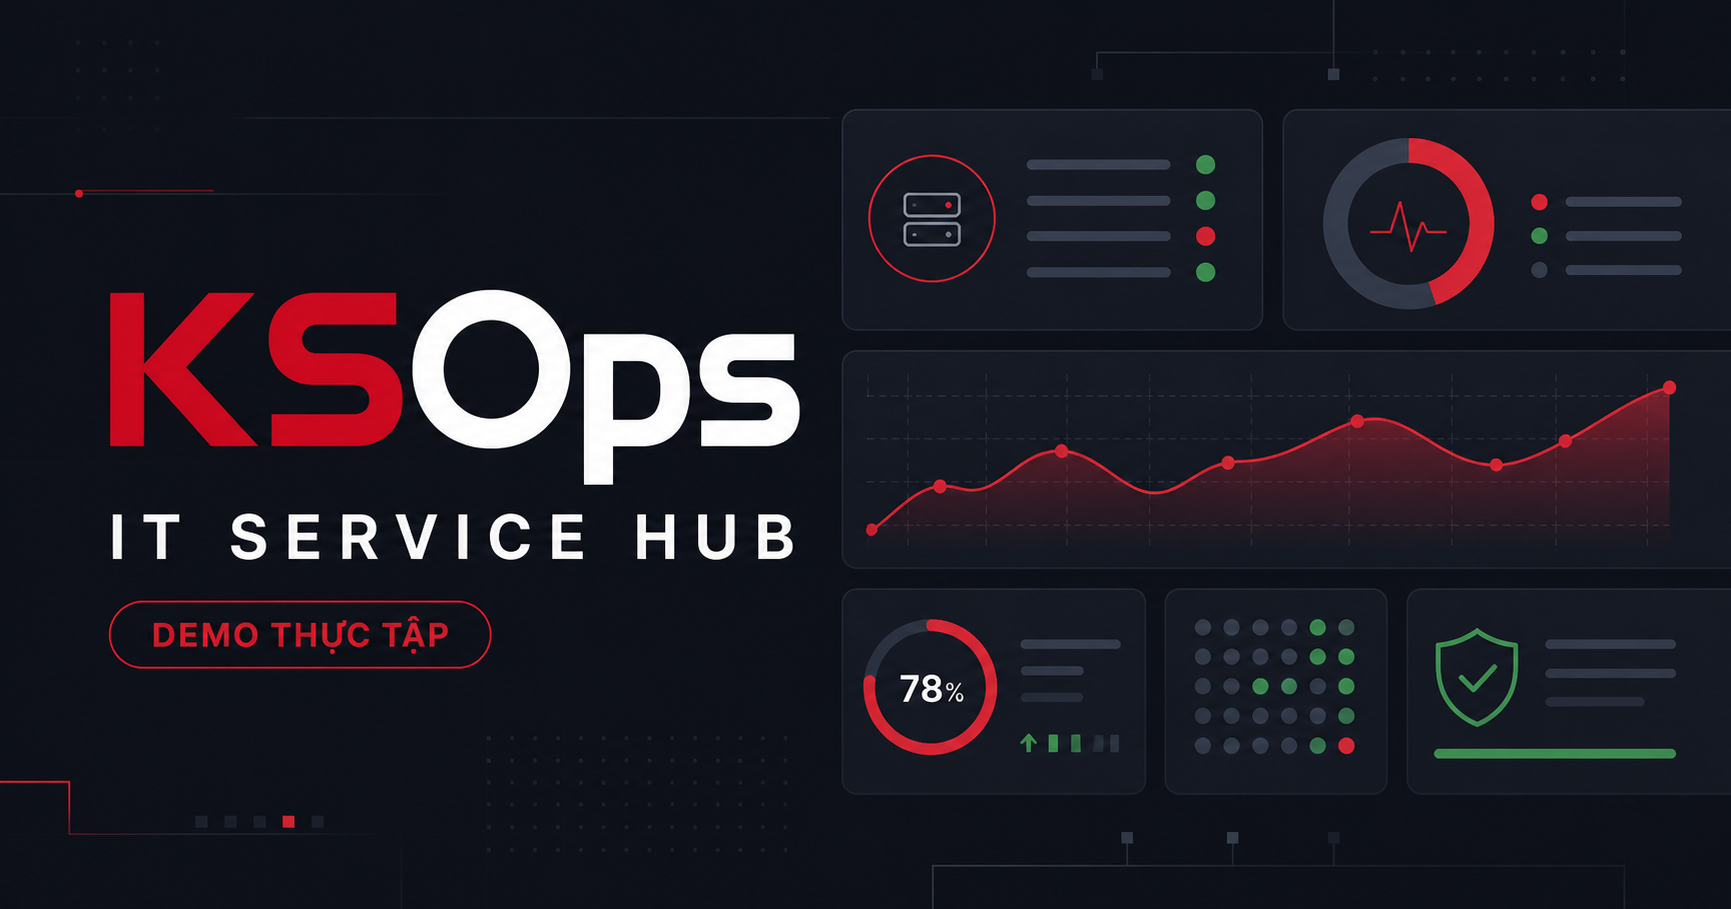 KSOps
IT SERVICE HUB
DEMO THỰC TẬP
78%